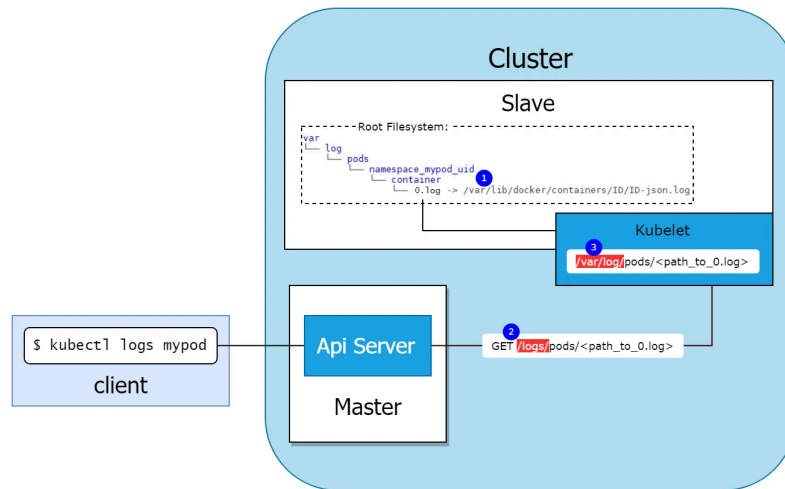 Cluster
Slave
Root Filesystem:
var
└── log
└── pods
└── namespace_mypod_uid
└── container
1
└── 0.log -> /var/lib/docker/containers/ID/ID-json.log
Kubelet
3
/var/log/pods/<path_to_0.log>
$ kubectl logs mypod
client
Api Server
Master
2
GET /logs/pods/<path_to_0.log>